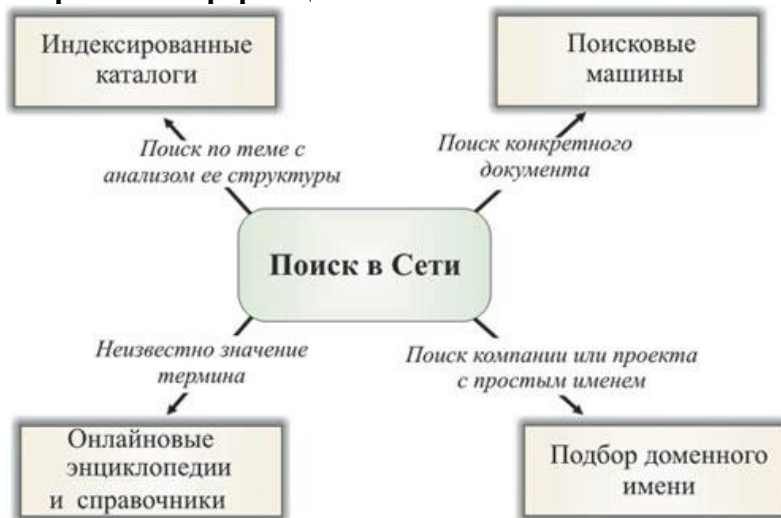 Индексированные
каталоги
Поисковые
машины
Поиск по теме с
анализом ее структуры
Поиск конкретного
документа
Поиск в Сети
Неизвестно значение
термина
Поиск компании или проекта
с простым именем
Онлайновые
энциклопедии
и справочники
Подбор доменного
имени